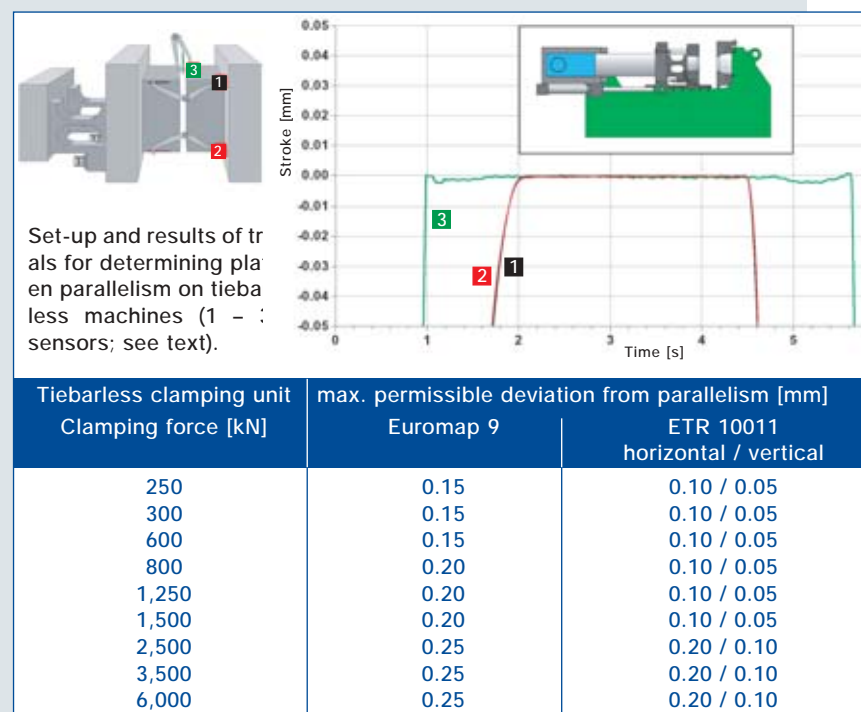 3
1
2
Set-up and results of tr
als for determining pla
en parallelism on tieba
less machines (1 –
sensors; see text).
Stroke [mm]
0.05
0.04
0.03
0.02
0.01
0.00
-0.01
-0.02
-0.03
-0.04
-0.05
3
2
1
0 1 2 3 4 5
Time [s]
Tiebarless clamping unit max. permissible deviation from parallelism [mm]
Clamping force [kN] Euromap 9 ETR 10011
horizontal / vertical
250 0.15 0.10 / 0.05
300 0.15 0.10 / 0.05
600 0.15 0.10 / 0.05
800 0.20 0.10 / 0.05
1,250 0.20 0.10 / 0.05
1,500 0.20 0.10 / 0.05
2,500 0.25 0.20 / 0.10
3,500 0.25 0.20 / 0.10
6,000 0.25 0.20 / 0.10